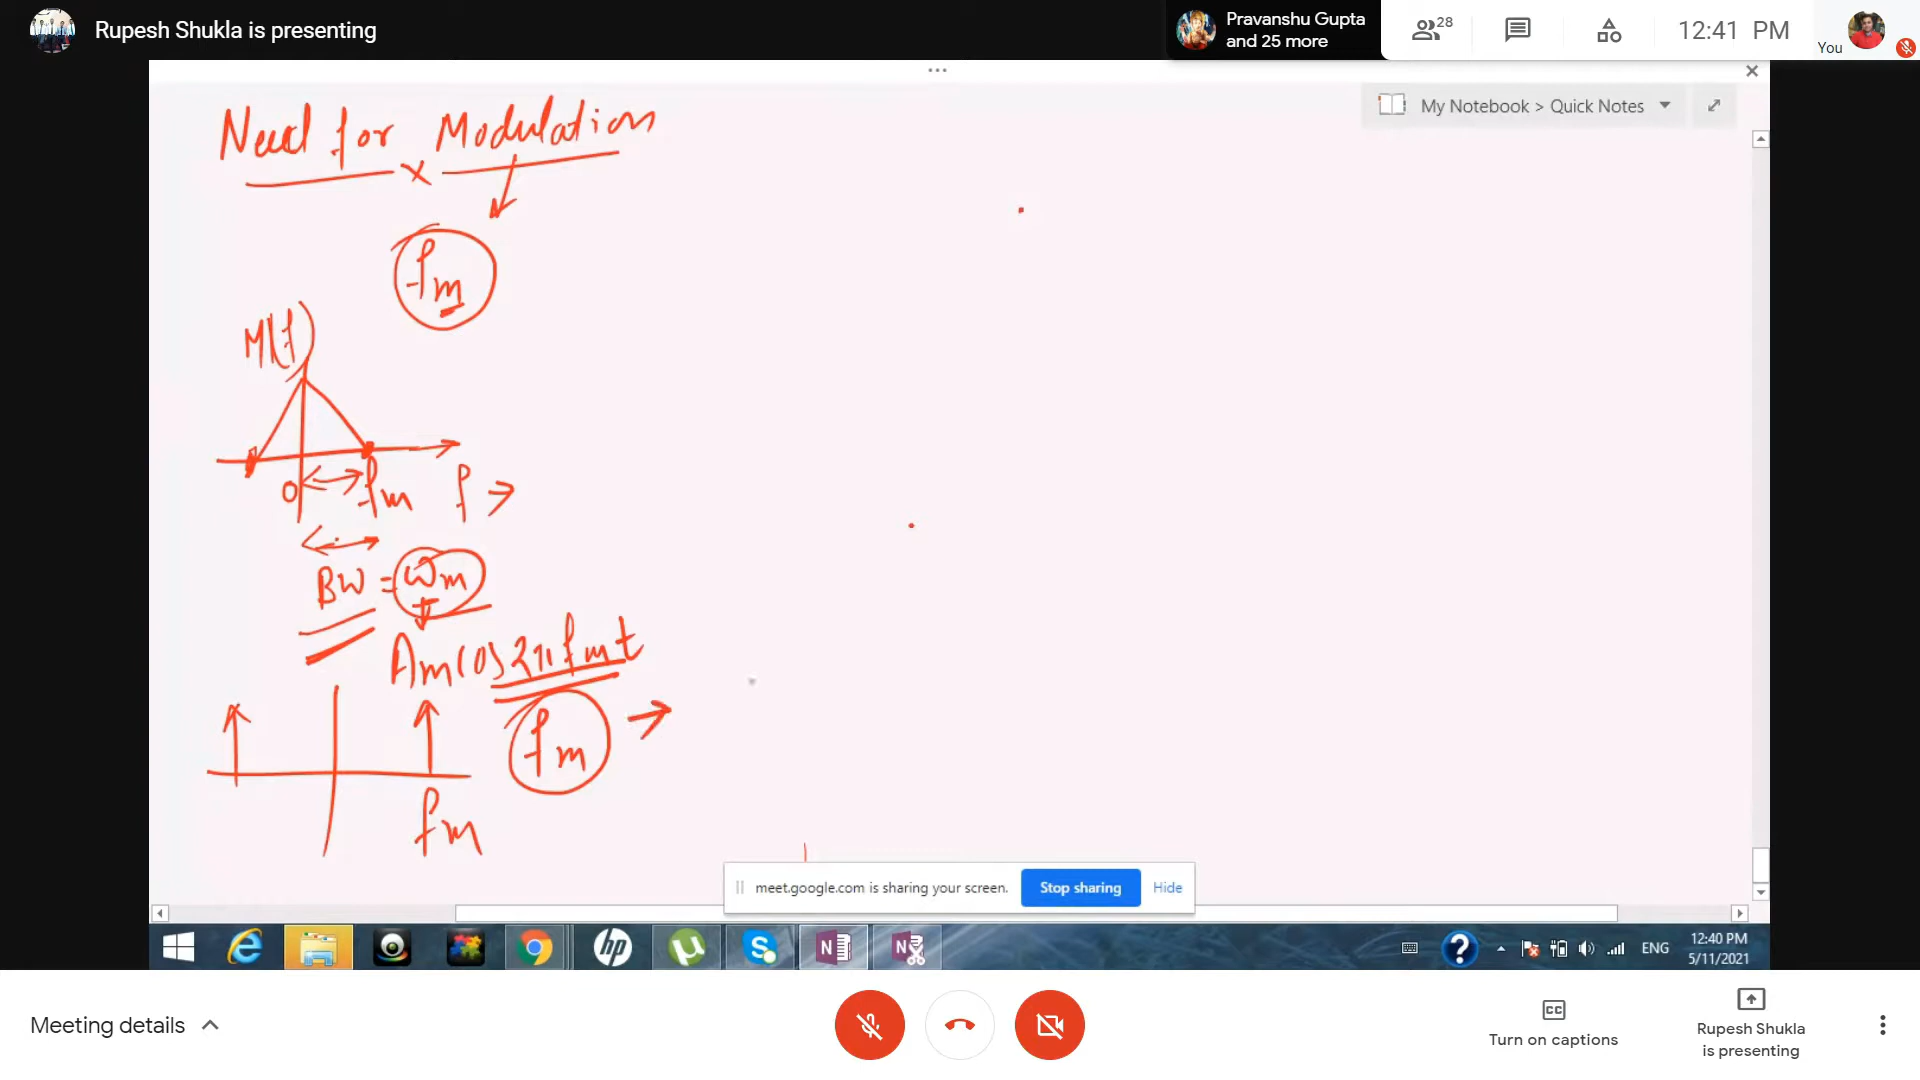 Rupesh Shukla is presenting
Pravanshu Gupta
and 25 more
28
12:41 PM
You
My Notebook > Quick Notes
Need for Modulation
fm
M(f)
0 fm f
BW = ωm
Am cos 2π fm t
fm
fm
meet.google.com is sharing your screen. Stop sharing Hide
ENG
12:40 PM
5/11/2021
Meeting details
Turn on captions
Rupesh Shukla
is presenting